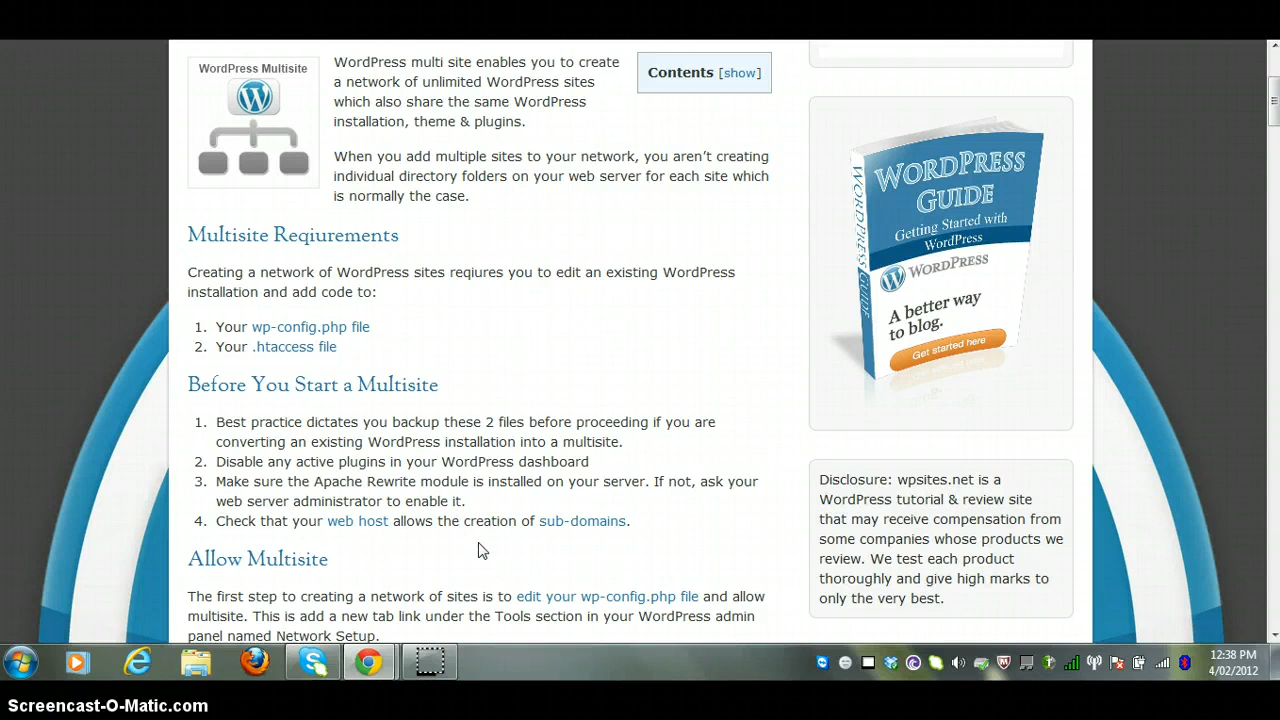 WordPress Multisite
WordPress multi site enables you to create
a network of unlimited WordPress sites
which also share the same WordPress
installation, theme & plugins.
Contents [show]
When you add multiple sites to your network, you aren't creating
individual directory folders on your web server for each site which
is normally the case.
Multisite Reqiurements
Creating a network of WordPress sites reqiures you to edit an existing WordPress
installation and add code to:
1. Your wp-config.php file
2. Your .htaccess file
Before You Start a Multisite
1. Best practice dictates you backup these 2 files before proceeding if you are
converting an existing WordPress installation into a multisite.
2. Disable any active plugins in your WordPress dashboard
3. Make sure the Apache Rewrite module is installed on your server. If not, ask your
web server administrator to enable it.
4. Check that your web host allows the creation of sub-domains.
Allow Multisite
The first step to creating a network of sites is to edit your wp-config.php file and allow
multisite. This is add a new tab link under the Tools section in your WordPress admin
panel named Network Setup.
WORDPRESS GUIDE
WORDPRESS
GUIDE
Getting Started with
WordPress
WORDPRESS
A better way
to blog.
Get started here
Disclosure: wpsites.net is a
WordPress tutorial & review site
that may receive compensation from
some companies whose products we
review. We test each product
thoroughly and give high marks to
only the very best.
12:38 PM
4/02/2012
Screencast-O-Matic.com